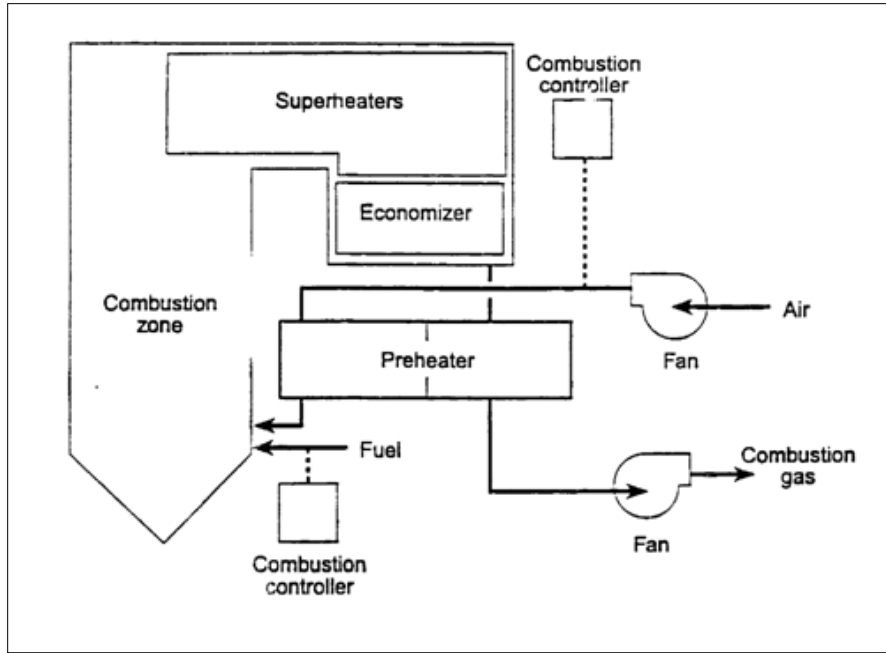 Combustion
controller
Superheaters
Economizer
Combustion
zone
Air
Fan
Preheater
Fuel
Combustion
gas
Fan
Combustion
controller